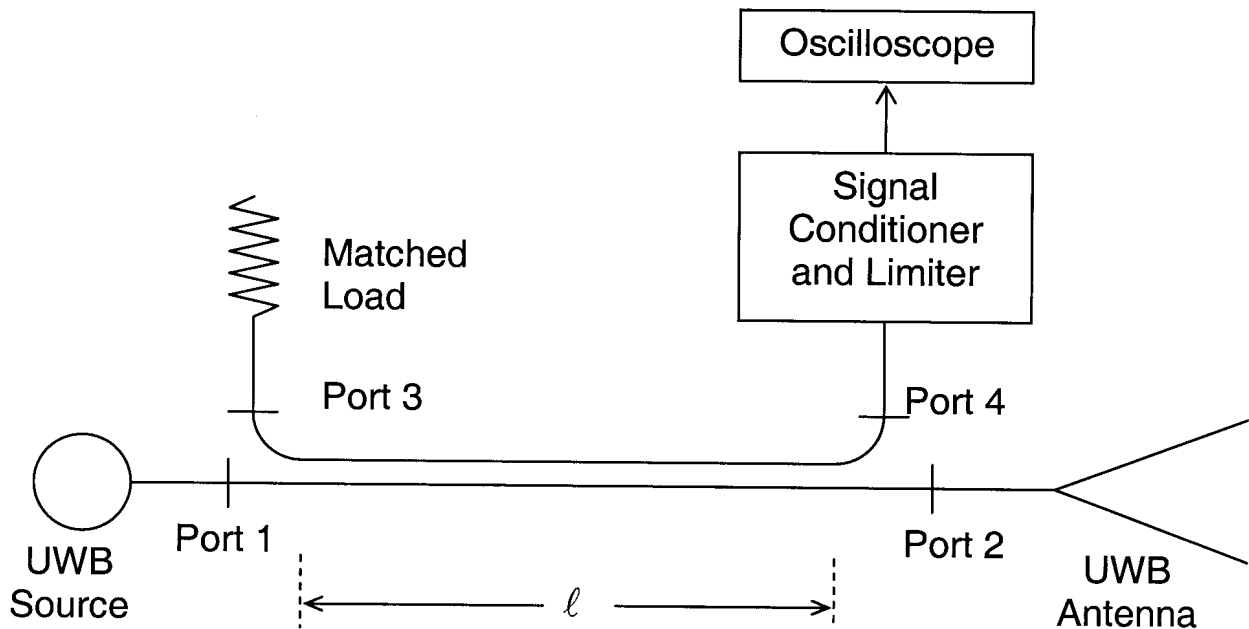 Oscilloscope
Signal
Conditioner
and Limiter
Matched
Load
Port 3
Port 4
Port 1
Port 2
UWB
Source
ℓ
UWB
Antenna